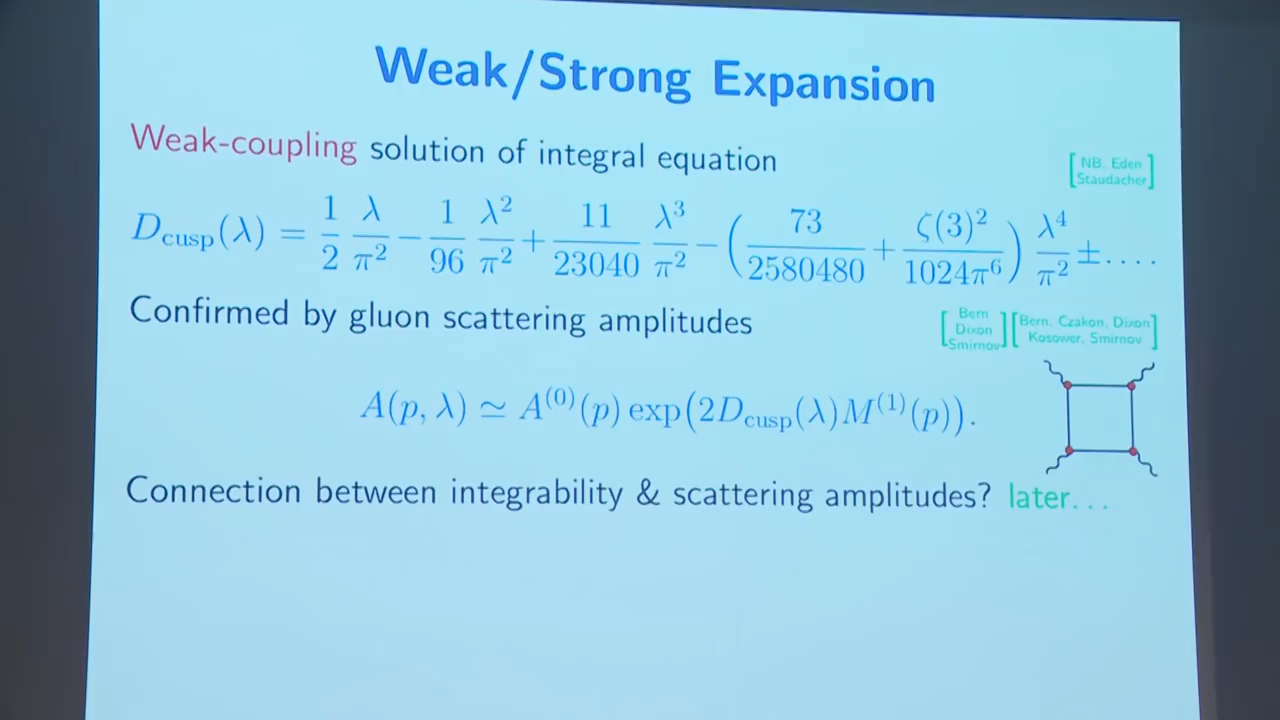 Weak/Strong Expansion
Weak-coupling solution of integral equation
[NB, Eden
Staudacher]
D_cusp(λ) = 1/2 λ/π² − 1/96 λ²/π² + 11/23040 λ³/π² − (73/2580480 + ζ(3)²/1024π⁶) λ⁴/π² ± . . . .
Confirmed by gluon scattering amplitudes
[Bern
Dixon
Smirnov]
[Bern, Czakon, Dixon
Kosower, Smirnov]
A(p, λ) ≃ A⁽⁰⁾(p) exp(2D_cusp(λ)M⁽¹⁾(p)).
Connection between integrability & scattering amplitudes? later. . .